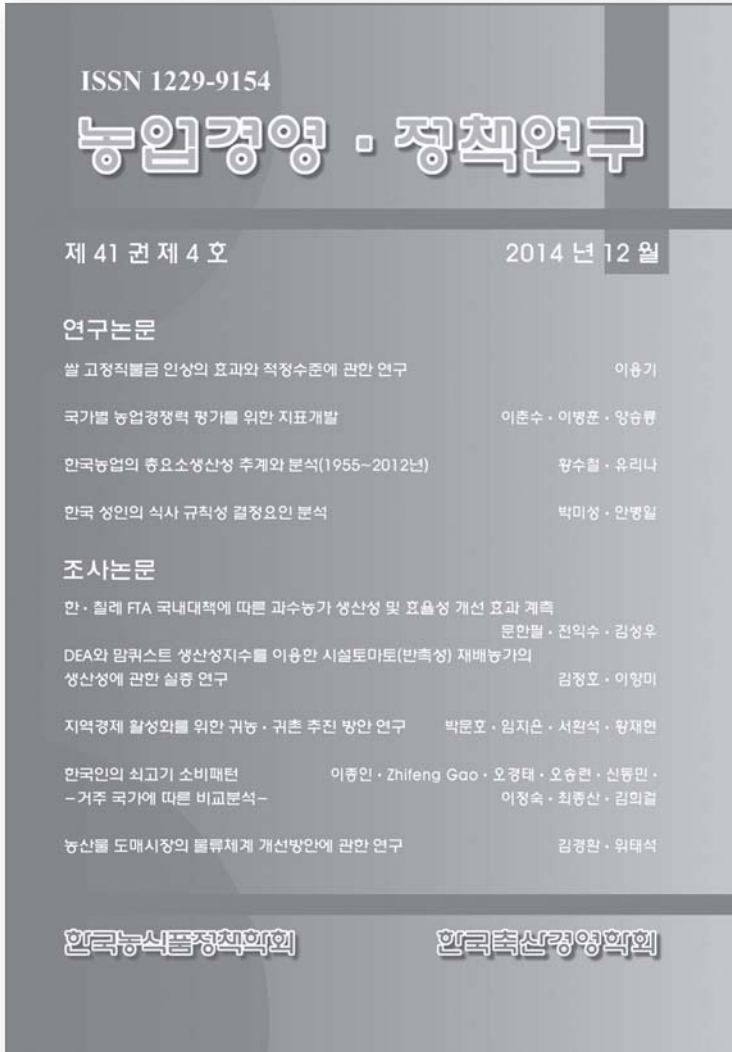 ISSN 1229-9154
농업경영·정책연구
제 41 권 제 4 호 2014 년 12 월
연구논문
쌀 고정직불금 인상의 효과와 적정수준에 관한 연구 이용기
국가별 농업경쟁력 평가를 위한 지표개발 이춘수·이병훈·양승룡
한국농업의 총요소생산성 추계와 분석(1955~2012년) 황수철·유리나
한국 성인의 식사 규칙성 결정요인 분석 박미성·안병일
조사논문
한·칠레 FTA 국내대책에 따른 과수농가 생산성 및 효율성 개선 효과 계측
문한필·전익수·김성우
DEA와 맘퀴스트 생산성지수를 이용한 시설토마토(반촉성) 재배농가의
생산성에 관한 실증 연구 김정호·이향미
지역경제 활성화를 위한 귀농·귀촌 추진 방안 연구 박문호·임지은·서환석·황재현
한국인의 쇠고기 소비패턴 이종인·Zhifeng Gao·오경태·오송련·신동민·
-거주 국가에 따른 비교분석- 이정숙·최종산·김희걸
농산물 도매시장의 물류체계 개선방안에 관한 연구 김경환·위태석
한국농식품정책학회 한국축산경영학회